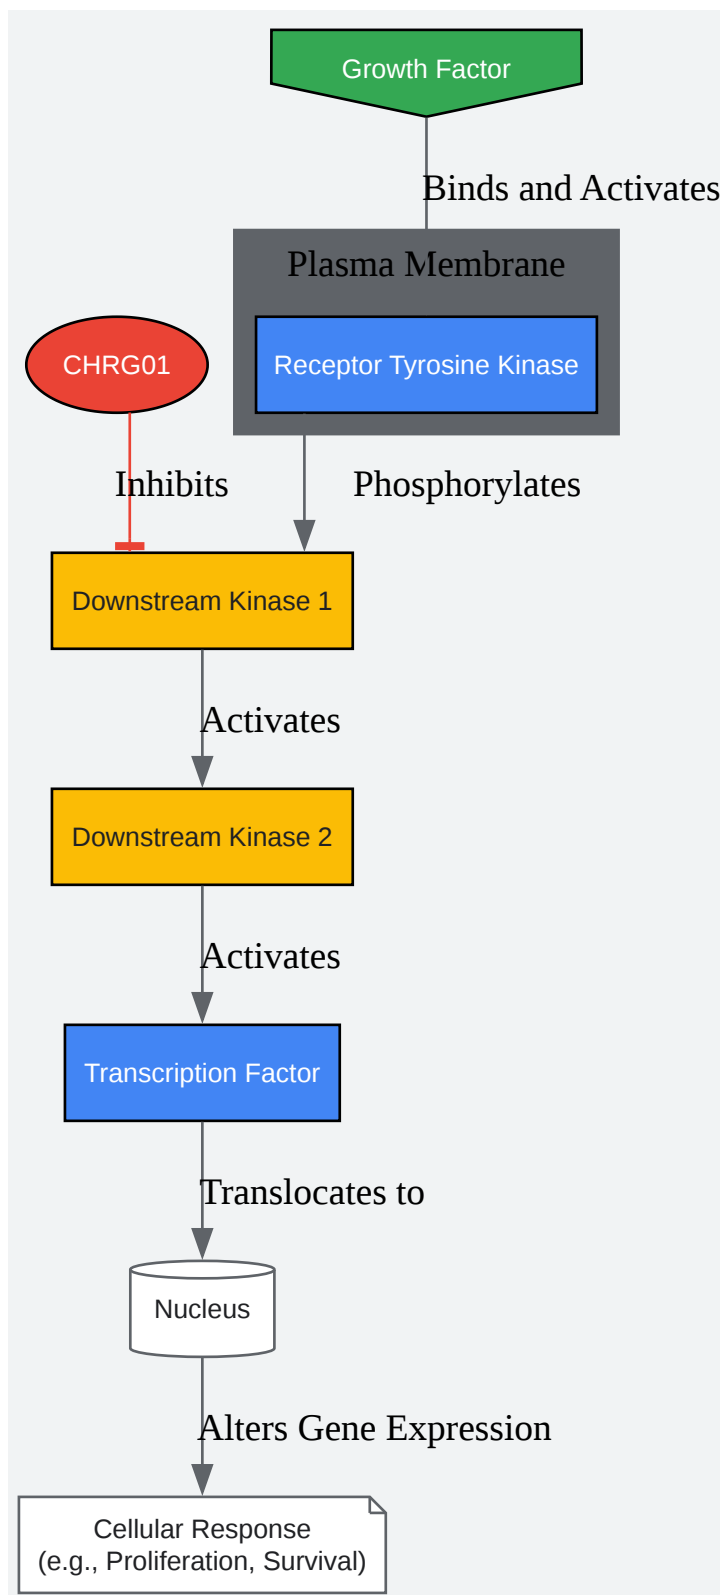 Growth Factor
Binds and Activates
Plasma Membrane
CHRG01
Receptor Tyrosine Kinase
Inhibits
Phosphorylates
Downstream Kinase 1
Activates
Downstream Kinase 2
Activates
Transcription Factor
Translocates to
Nucleus
Alters Gene Expression
Cellular Response
(e.g., Proliferation, Survival)